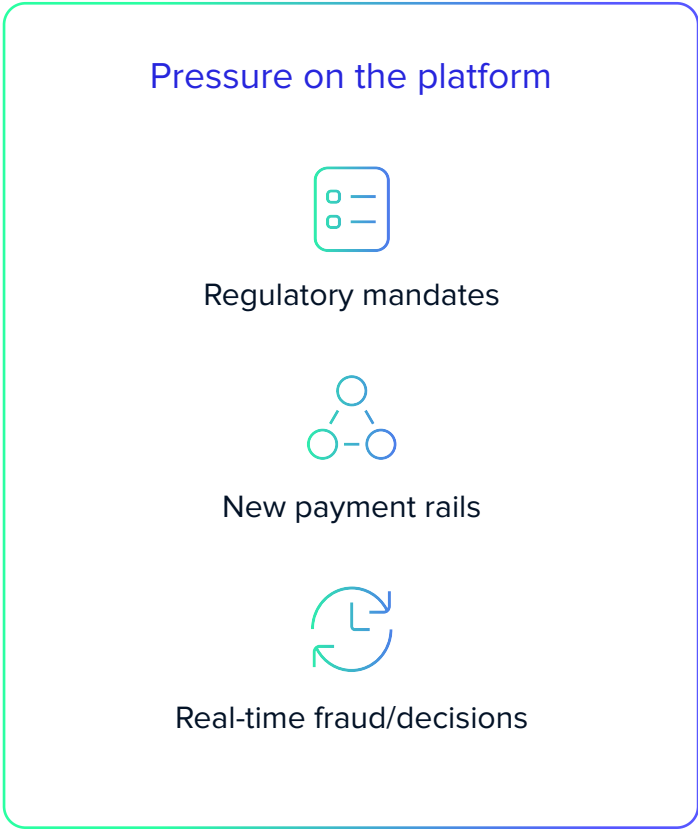 Pressure on the platform
Regulatory mandates
New payment rails
Real-time fraud/decisions